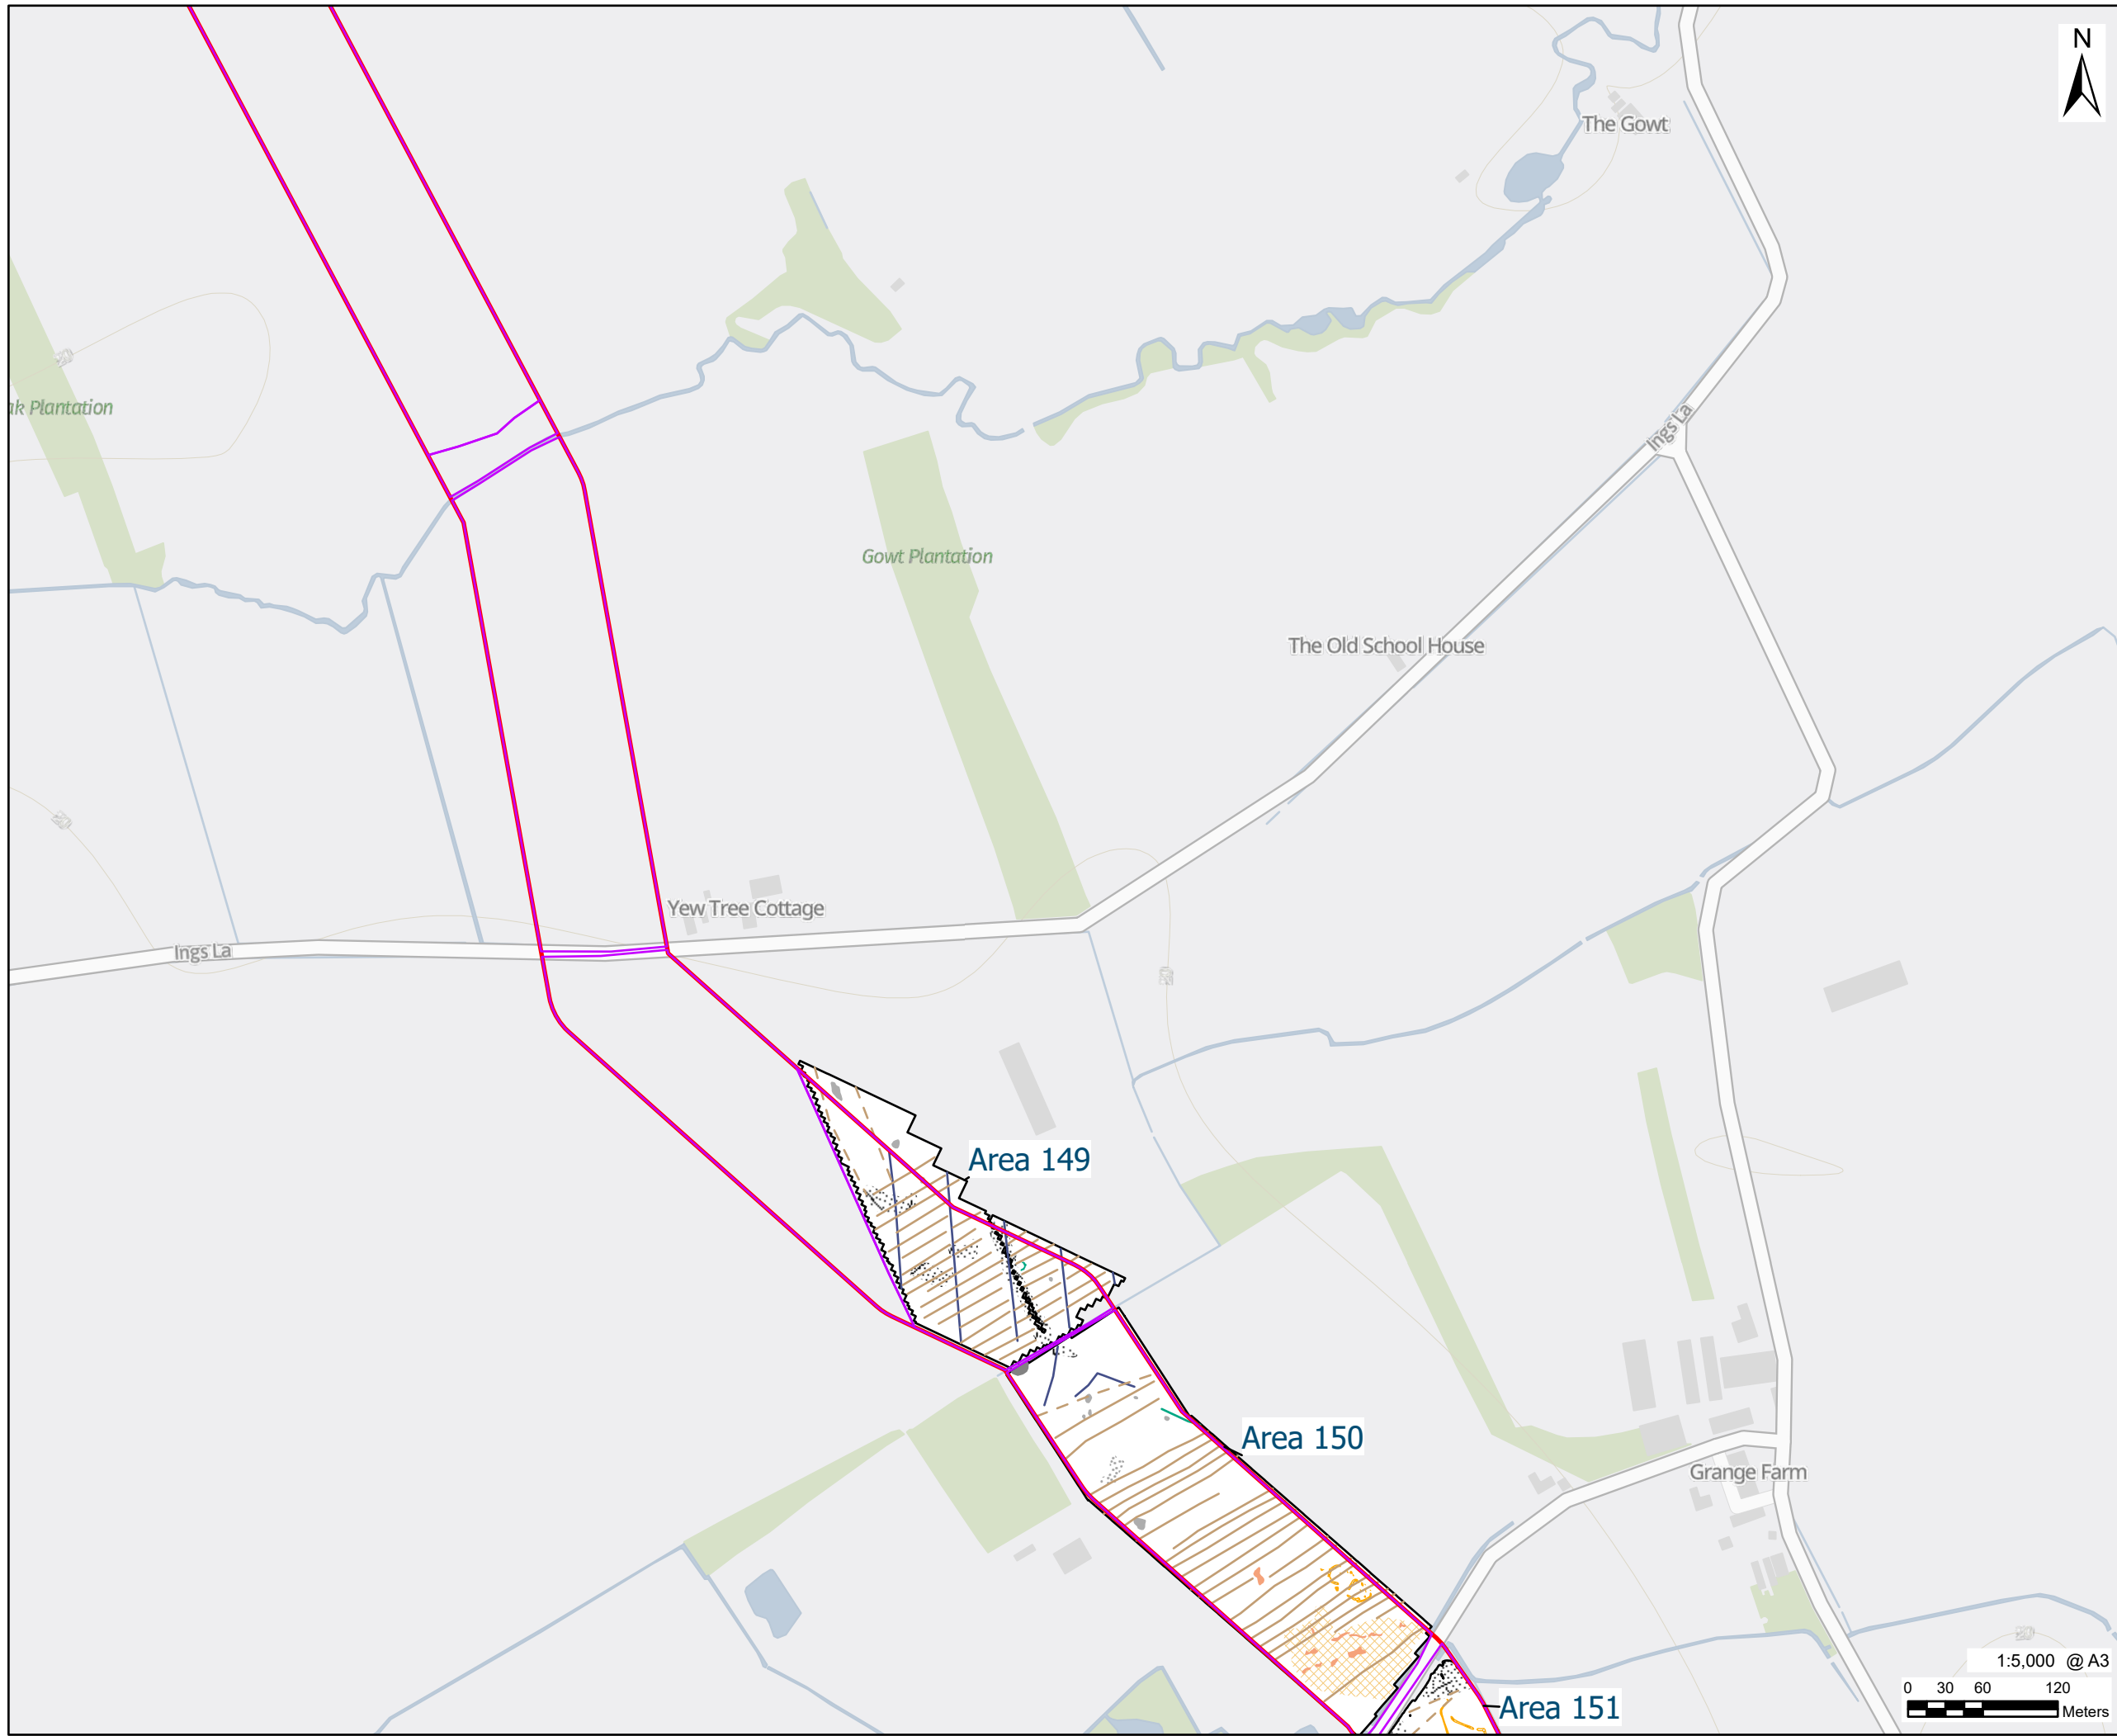 N
The Gowt
ak Plantation
Ings La
Gowt Plantation
The Old School House
Yew Tree Cottage
Ings La
Area 149
Area 150
Grange Farm
1:5,000 @ A3
0 30 60 120
Meters
Area 151